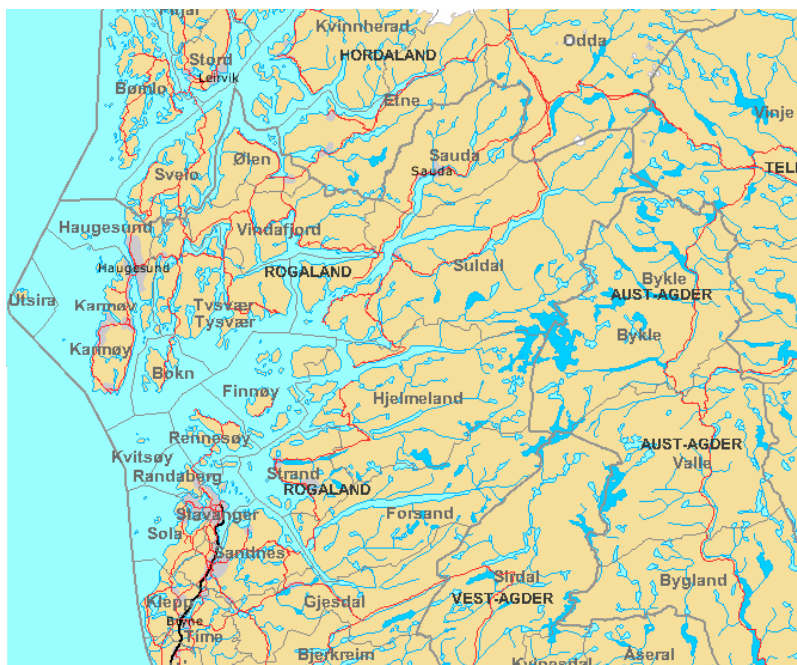 Kvinnherad
Odda
HORDALAND
Stord
Leirvik
Bømlo
Etne
Vinje
Ølen
Sauda
Sauda
Sveio
Haugesund
Vindafjord
Haugesund
ROGALAND
Suldal
Bykle
AUST-AGDER
Utsira
Karmøy
Tysvær
Tysvær
Bykle
Karmøy
Bokn
Finnøy
Hjelmeland
Rennesøy
AUST-AGDER
Kvitsøy
Valle
Randaberg
Strand
ROGALAND
Stavanger
Forsand
Sola
Sandnes
Sirdal
Bygland
Klepp
Gjesdal
VEST-AGDER
Bryne
Time
Bjerkreim
Åseral